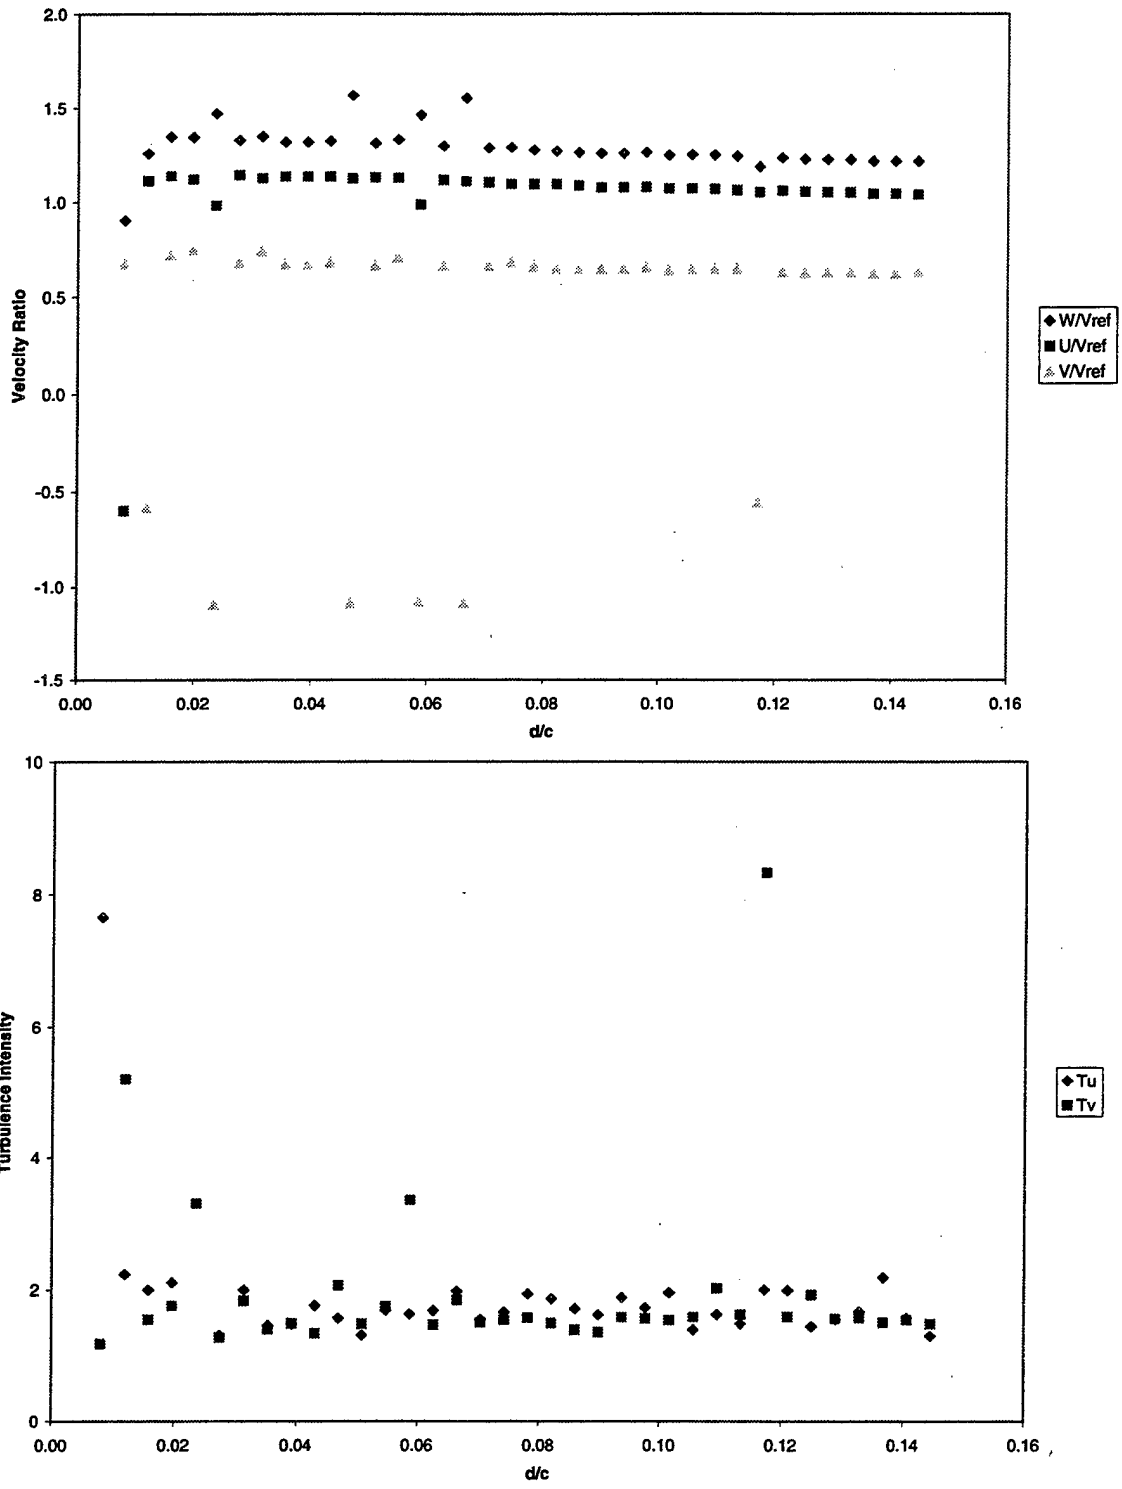 2.0
1.5
1.0
0.5
0.0
-0.5
-1.0
-1.5
Velocity Ratio
0.00 0.02 0.04 0.06 0.08 0.10 0.12 0.14 0.16
d/c
W/Vref
U/Vref
V/Vref
10
8
6
4
2
0
Turbulence Intensity
0.00 0.02 0.04 0.06 0.08 0.10 0.12 0.14 0.16
d/c
Tu
Tv